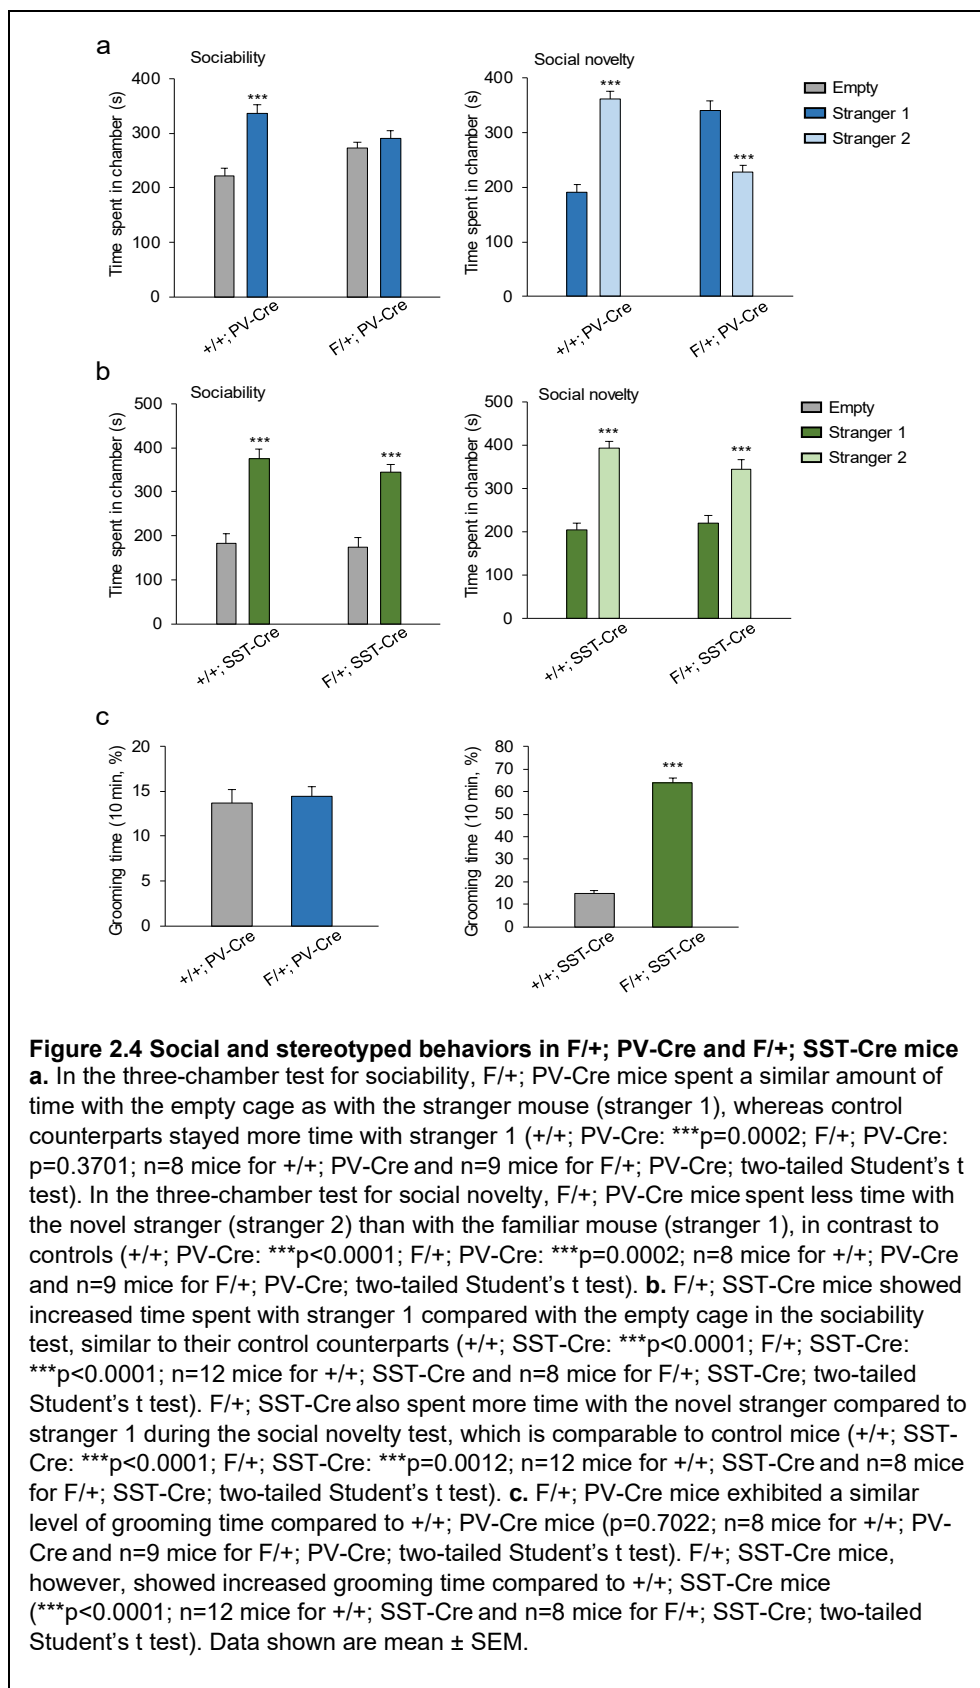 a
Sociability
Social novelty
Time spent in chamber (s)
400
300
200
100
0
***
+/+; PV-Cre
F/+; PV-Cre
Time spent in chamber (s)
400
300
200
100
0
***
***
+/+; PV-Cre
F/+; PV-Cre
Empty
Stranger 1
Stranger 2
b
Sociability
Social novelty
Time spent in chamber (s)
500
400
300
200
100
0
***
***
+/+; SST-Cre
F/+; SST-Cre
Time spent in chamber (s)
500
400
300
200
100
0
***
***
+/+; SST-Cre
F/+; SST-Cre
Empty
Stranger 1
Stranger 2
c
Grooming time (10 min, %)
20
15
10
5
0
+/+; PV-Cre
F/+; PV-Cre
Grooming time (10 min, %)
80
70
60
50
40
30
20
10
0
***
+/+; SST-Cre
F/+; SST-Cre
Figure 2.4 Social and stereotyped behaviors in F/+; PV-Cre and F/+; SST-Cre mice
a. In the three-chamber test for sociability, F/+; PV-Cre mice spent a similar amount of
time with the empty cage as with the stranger mouse (stranger 1), whereas control
counterparts stayed more time with stranger 1 (+/+; PV-Cre: ***p=0.0002; F/+; PV-Cre:
p=0.3701; n=8 mice for +/+; PV-Cre and n=9 mice for F/+; PV-Cre; two-tailed Student's t
test). In the three-chamber test for social novelty, F/+; PV-Cre mice spent less time with
the novel stranger (stranger 2) than with the familiar mouse (stranger 1), in contrast to
controls (+/+; PV-Cre: ***p<0.0001; F/+; PV-Cre: ***p=0.0002; n=8 mice for +/+; PV-Cre
and n=9 mice for F/+; PV-Cre; two-tailed Student's t test). b. F/+; SST-Cre mice showed
increased time spent with stranger 1 compared with the empty cage in the sociability
test, similar to their control counterparts (+/+; SST-Cre: ***p<0.0001; F/+; SST-Cre:
***p<0.0001; n=12 mice for +/+; SST-Cre and n=8 mice for F/+; SST-Cre; two-tailed
Student's t test). F/+; SST-Cre also spent more time with the novel stranger compared to
stranger 1 during the social novelty test, which is comparable to control mice (+/+; SST-
Cre: ***p<0.0001; F/+; SST-Cre: ***p=0.0012; n=12 mice for +/+; SST-Cre and n=8 mice
for F/+; SST-Cre; two-tailed Student's t test). c. F/+; PV-Cre mice exhibited a similar
level of grooming time compared to +/+; PV-Cre mice (p=0.7022; n=8 mice for +/+; PV-
Cre and n=9 mice for F/+; PV-Cre; two-tailed Student's t test). F/+; SST-Cre mice,
however, showed increased grooming time compared to +/+; SST-Cre mice
(***p<0.0001; n=12 mice for +/+; SST-Cre and n=8 mice for F/+; SST-Cre; two-tailed
Student's t test). Data shown are mean ± SEM.